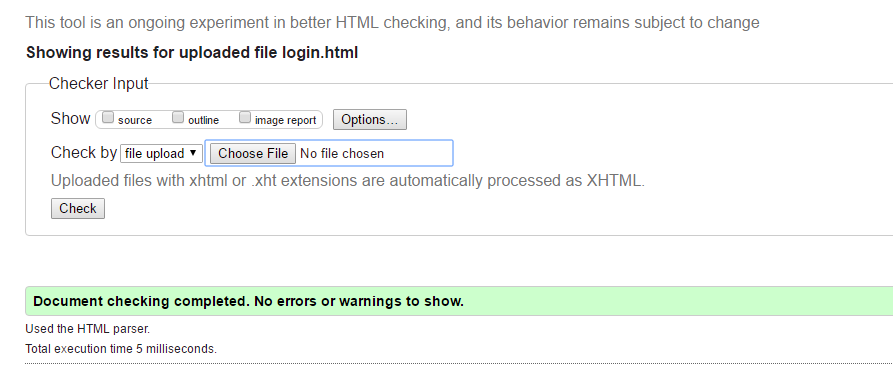 This tool is an ongoing experiment in better HTML checking, and its behavior remains subject to change
Showing results for uploaded file login.html
Checker Input
Show source outline image report Options...
Check by file upload Choose File No file chosen
Uploaded files with xhtml or .xht extensions are automatically processed as XHTML.
Check
Document checking completed. No errors or warnings to show.
Used the HTML parser.
Total execution time 5 milliseconds.